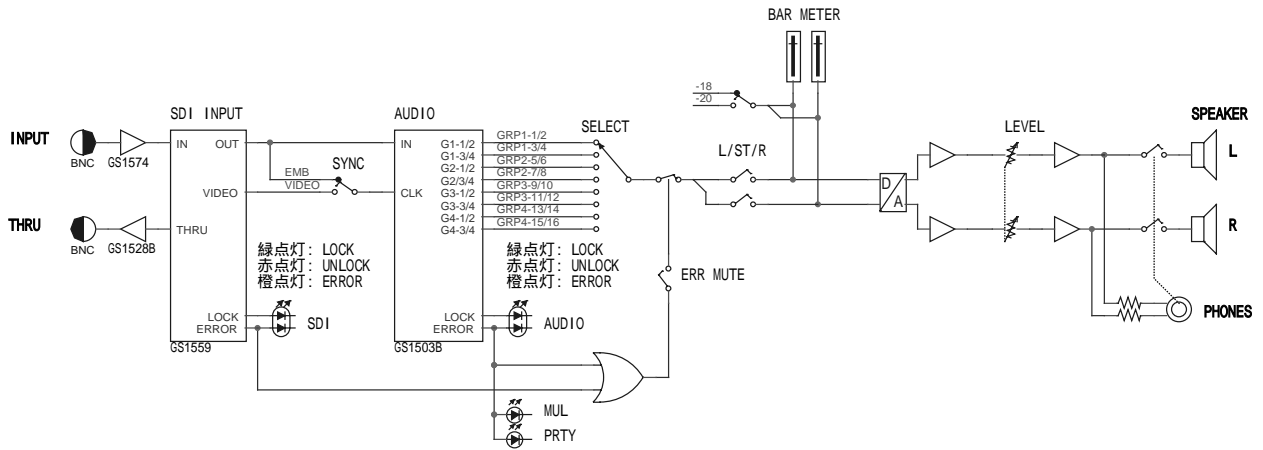 BAR METER
-18
-20
SDI INPUT
AUDIO
SELECT
SPEAKER
INPUT
BNC
GS1574
IN
OUT
EMB
VIDEO
SYNC
VIDEO
IN
CLK
G1-1/2
G1-3/4
G2-1/2
G2/3/4
G3-1/2
G3-3/4
G4-1/2
G4-3/4
GRP1-1/2
GRP1-3/4
GRP2-5/6
GRP2-7/8
GRP3-9/10
GRP3-11/12
GRP4-13/14
GRP4-15/16
L/ST/R
D
A
LEVEL
L
R
THRU
BNC
GS1528B
THRU
緑点灯: LOCK
赤点灯: UNLOCK
橙点灯: ERROR
緑点灯: LOCK
赤点灯: UNLOCK
橙点灯: ERROR
ERR MUTE
LOCK
ERROR
SDI
GS1559
LOCK
ERROR
AUDIO
GS1503B
PHONES
MUL
PRTY